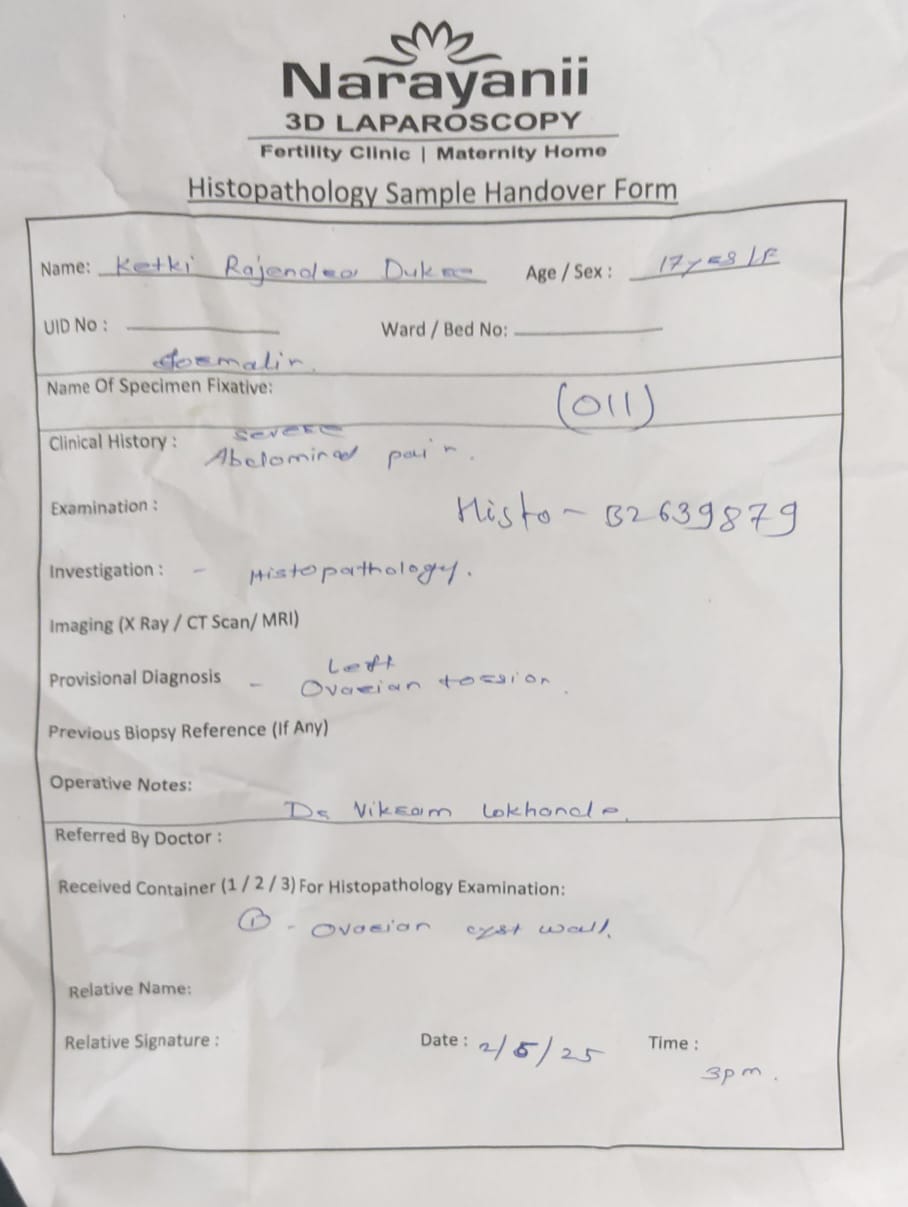 Narayanii
3D LAPAROSCOPY
Fertility Clinic | Maternity Home
Histopathology Sample Handover Form
Name: Ketki Rajendra Age / Sex : 17yrs/F
UID No : Ward / Bed No:
formalin.
Name Of Specimen Fixative: (011)
Clinical History : severe
Abdominal pain.
Examination : Histo - B2639879
Investigation : - Histopathology.
Imaging (X Ray / CT Scan/ MRI)
Provisional Diagnosis - Left
Ovarian torsion.
Previous Biopsy Reference (If Any)
Operative Notes:
Dr Vikram Lokhande.
Referred By Doctor :
Received Container (1 / 2 / 3) For Histopathology Examination:
① - Ovarian cyst wall.
Relative Name:
Relative Signature : Date : 2/5/25 Time :
3pm.